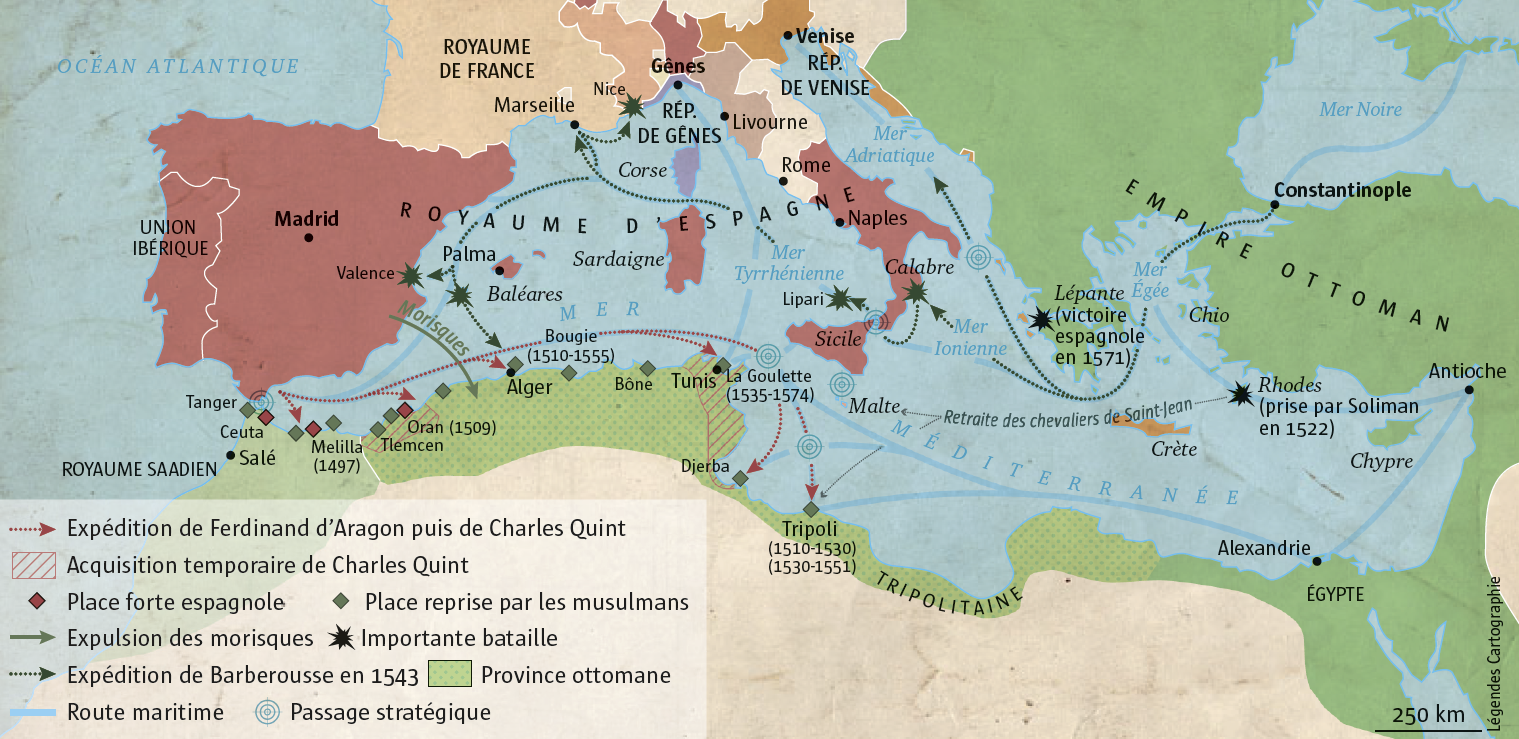 OCÉAN ATLANTIQUE
ROYAUME
DE FRANCE
Gênes
Venise
RÉP.
DE VENISE
Nice
Marseille
RÉP.
DE GÊNES
Livourne
Mer
Adriatique
Mer Noire
Corse
Rome
Constantinople
EMPIRE OTTOMAN
UNION
IBÉRIQUE
Madrid
ROYAUME D'ESPAGNE
Naples
Valence
Palma
Baléares
Sardaigne
Mer
Tyrrhénienne
Calabre
Lipari
Mer
Égée
Lépante
(victoire
espagnole
en 1571)
Chio
Morisques
MER
MÉDITERRANÉE
Bougie
(1510-1555)
Sicile
Mer
Ionienne
Alger
Bône
Tunis
La Goulette
(1535-1574)
Malte
Retraite des chevaliers de Saint-Jean
Rhodes
(prise par Soliman
en 1522)
Antioche
Tanger
Ceuta
Melilla
(1497)
Oran (1509)
Tlemcen
Crète
Chypre
ROYAUME SAADIEN
Salé
Djerba
Tripoli
(1510-1530)
(1530-1551)
TRIPOLITAINE
Alexandrie
ÉGYPTE
Expédition de Ferdinand d'Aragon puis de Charles Quint
Acquisition temporaire de Charles Quint
Place forte espagnole
Place reprise par les musulmans
Expulsion des morisques
Importante bataille
Expédition de Barberousse en 1543
Province ottomane
Route maritime
Passage stratégique
250 km
Légendes Cartographie